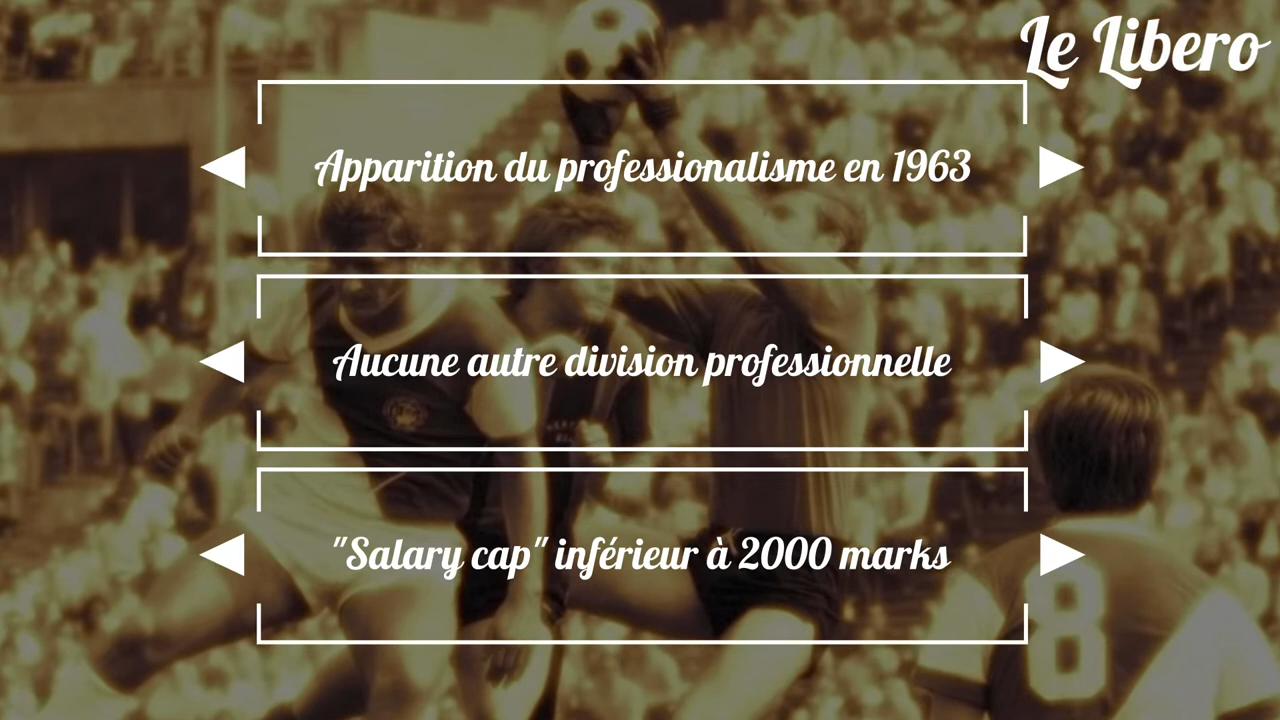 Le Libero
Apparition du professionalisme en 1963
Aucune autre division professionnelle
"Salary cap" inférieur à 2000 marks
8